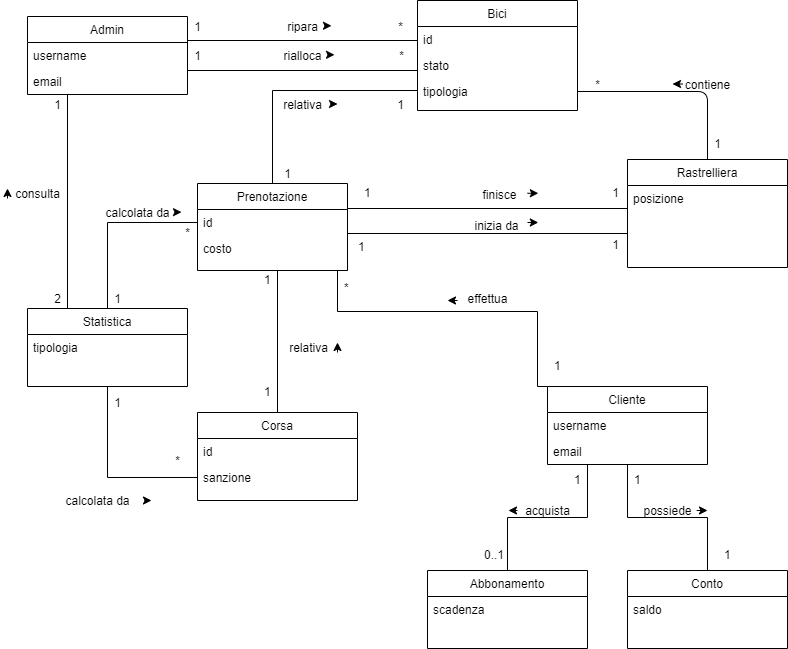 Bici
id
stato
tipologia
Admin
username
email
1
ripara
*
1
rialloca
*
relativa
1
1
*
contiene
1
Rastrelliera
posizione
1
consulta
2
Prenotazione
id
costo
1
finisce
1
1
inizia da
1
calcolata da
*
1
Statistica
tipologia
1
*
calcolata da
1
relativa
1
Corsa
id
sanzione
*
effettua
1
Cliente
username
email
1
acquista
0..1
1
possiede
1
Abbonamento
scadenza
Conto
saldo